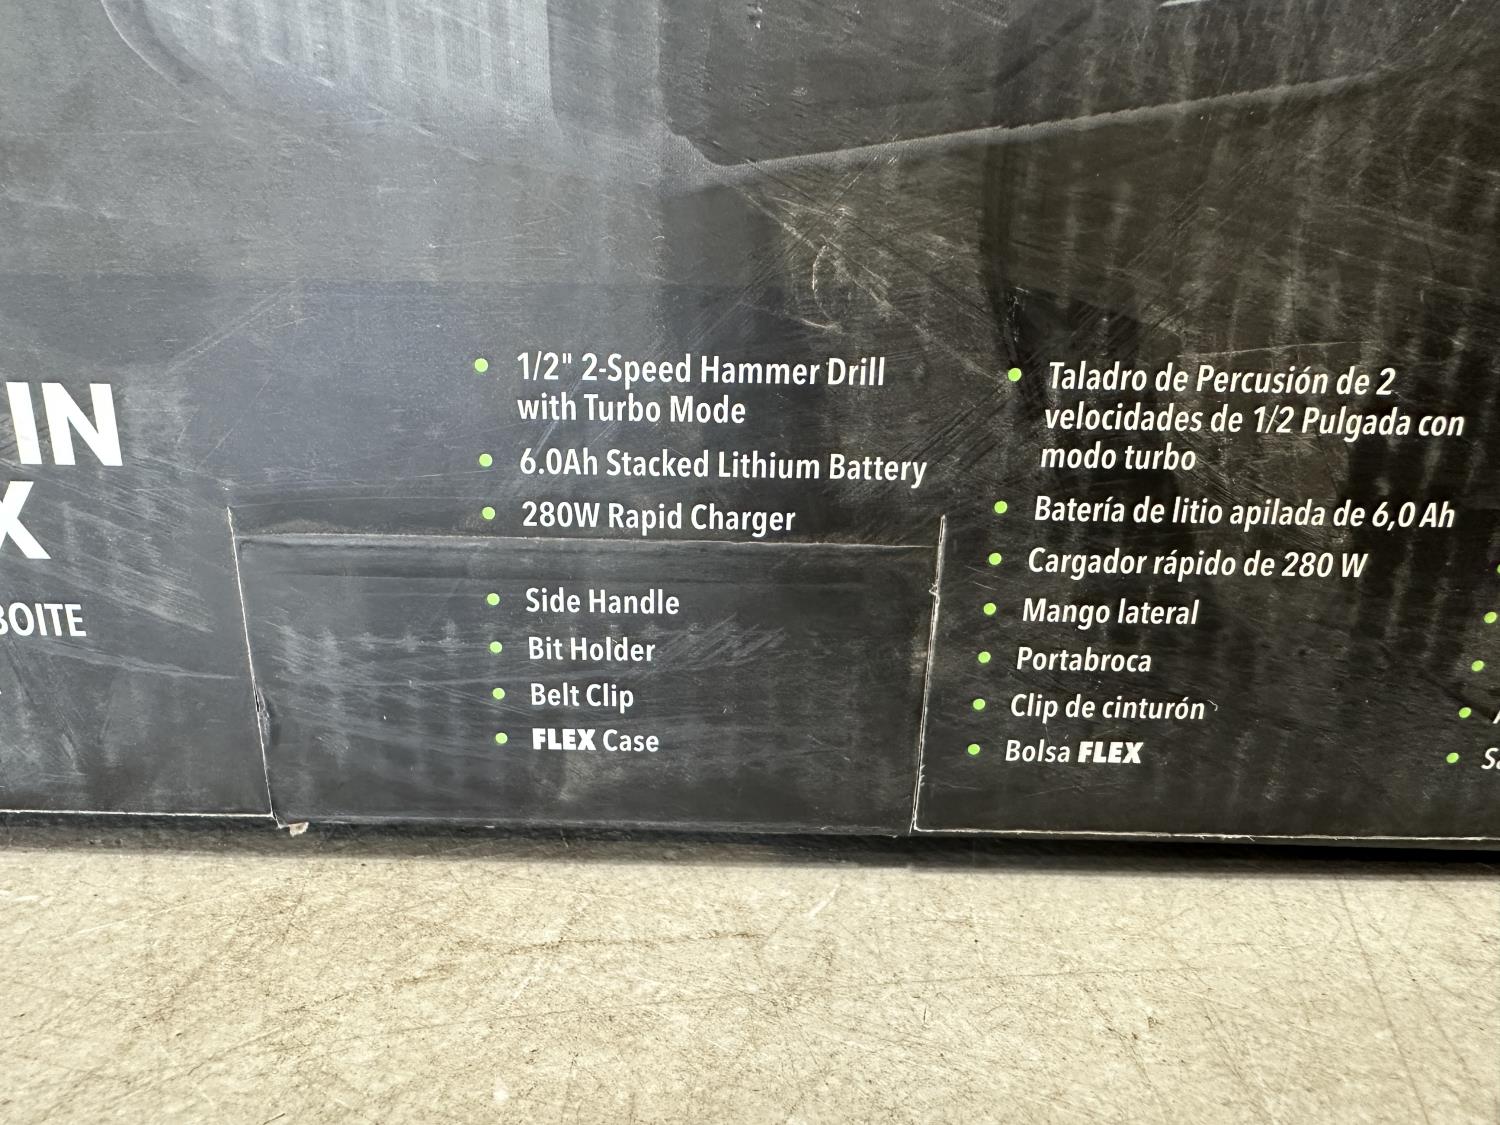 IN
X
BOITE
• 1/2" 2-Speed Hammer Drill
with Turbo Mode
• 6.0Ah Stacked Lithium Battery
• 280W Rapid Charger
• Side Handle
• Bit Holder
• Belt Clip
• FLEX Case
• Taladro de Percusión de 2
velocidades de 1/2 Pulgada con
modo turbo
• Batería de litio apilada de 6,0 Ah
• Cargador rápido de 280 W
• Mango lateral
• Portabroca
• Clip de cinturón
• Bolsa FLEX